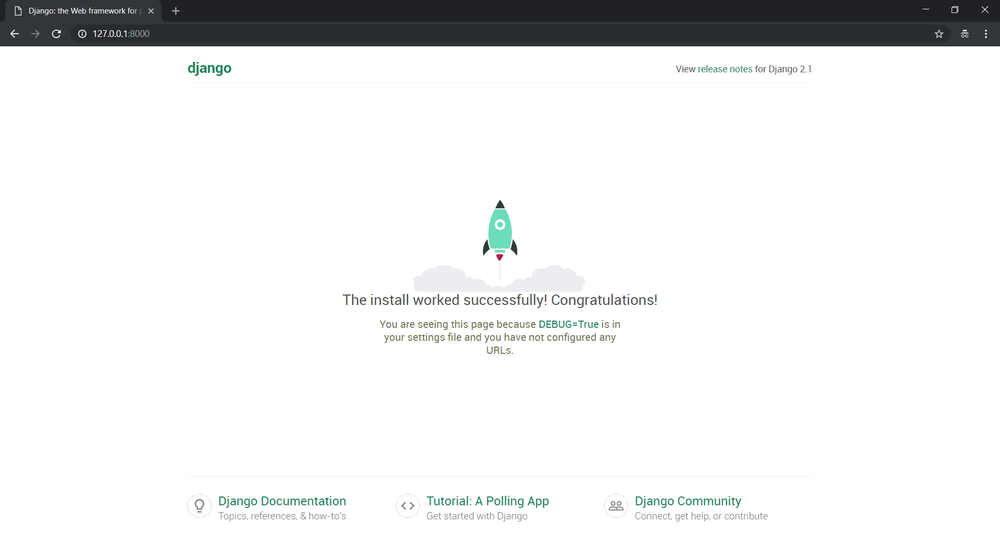 Django: the Web framework for p
127.0.0.1:8000
django
View release notes for Django 2.1
The install worked successfully! Congratulations!
You are seeing this page because DEBUG=True is in
your settings file and you have not configured any
URLs.
Django Documentation
Topics, references, & how-to's
Tutorial: A Polling App
Get started with Django
Django Community
Connect, get help, or contribute